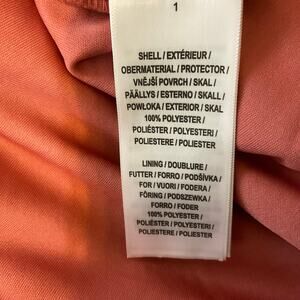 1
SHELL / EXTÉRIEUR /
OBERMATERIAL / PROTECTOR /
VNĚJŠÍ POVRCH / SKAL /
PÄÄLLYS / ESTERNO / SKALL /
POWŁOKA / EXTERIOR / SKAL
100% POLYESTER /
POLIÉSTER / POLYESTERI /
POLIESTERE / POLIESTER
LINING / DOUBLURE /
FUTTER / FORRO / PODŠÍVKA /
FOR / VUORI / FODERA /
FÔRING / PODSZEWKA /
FORRO / FODER
100% POLYESTER /
POLIÉSTER / POLYESTERI /
POLIESTERE / POLIESTER